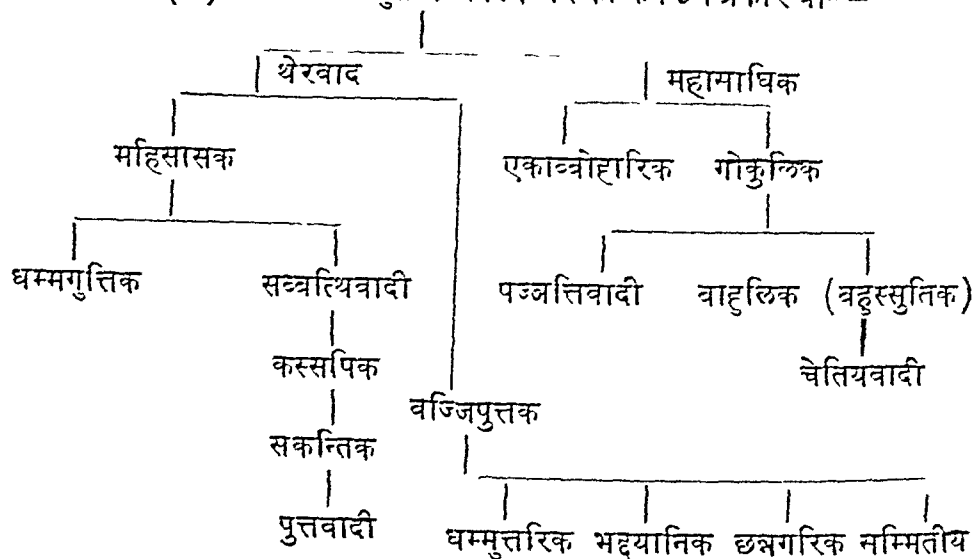 थेरवाद महासाघिक
महिसासक एकाव्वोहारिक गोकुलिक
धम्मगुत्तिक सव्वत्थिवादी पञ्ञत्तिवादी वाहुलिक (वहुस्सुतिक)
कस्सपिक चेतियवादी
वज्जिपुत्तक
सकन्तिक
पुत्तवादी धम्मुत्तरिक भद्दयानिक छन्नगरिक सम्मितीय